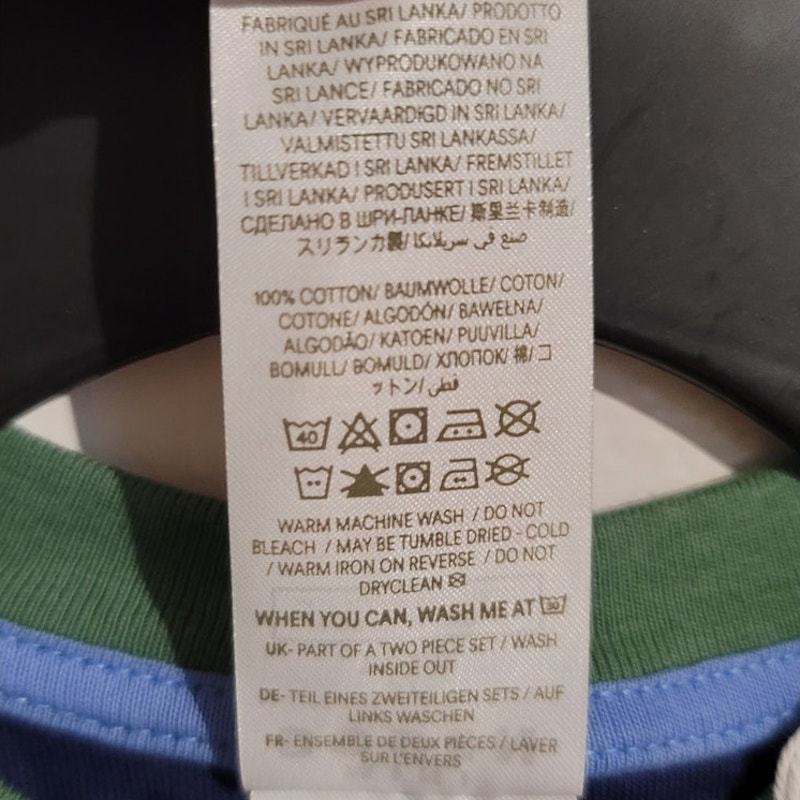 FABRIQUÉ AU SRI LANKA/ PRODOTTO
IN SRI LANKA/ FABRICADO EN SRI
LANKA/ WYPRODUKOWANO NA
SRI LANCE/ FABRICADO NO SRI
LANKA/ VERVAARDIGD IN SRI LANKA/
VALMISTETTU SRI LANKASSA/
TILLVERKAD I SRI LANKA/ FREMSTILLET
I SRI LANKA/ PRODUSERT I SRI LANKA/
СДЕЛАНО В ШРИ-ЛАНКЕ/ 斯里兰卡制造/
スリランカ製/ صنع في سريلانكا
100% COTTON/ BAUMWOLLE/ COTON/
COTONE/ ALGODÓN/ BAWEŁNA/
ALGODÃO/ KATOEN/ PUUVILLA/
BOMULL/ BOMULD/ ХЛОПОК/ 棉/ コ
ットン/ قطن
40
WARM MACHINE WASH / DO NOT
BLEACH / MAY BE TUMBLE DRIED - COLD
/ WARM IRON ON REVERSE / DO NOT
DRYCLEAN
WHEN YOU CAN, WASH ME AT 30
UK- PART OF A TWO PIECE SET / WASH
INSIDE OUT
DE- TEIL EINES ZWEITEILIGEN SETS / AUF
LINKS WASCHEN
FR- ENSEMBLE DE DEUX PIÈCES / LAVER
SUR L'ENVERS